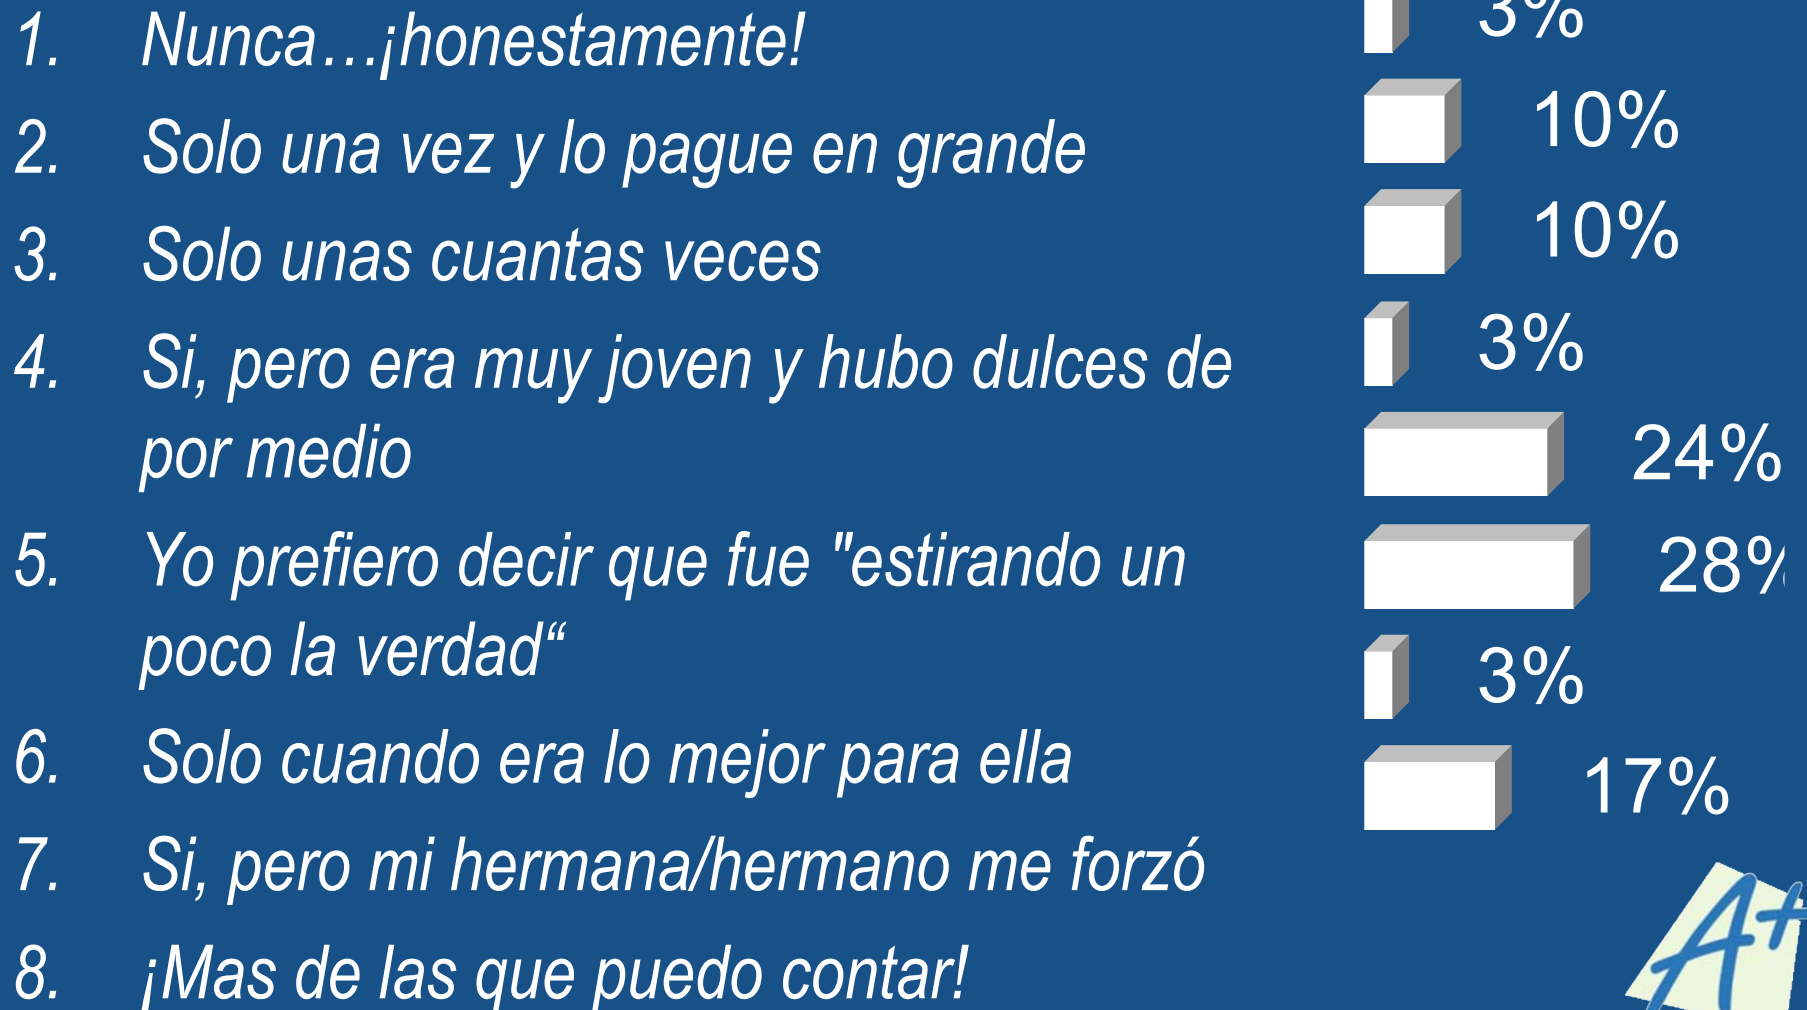 1. Nunca…¡honestamente!
2. Solo una vez y lo pague en grande
3. Solo unas cuantas veces
4. Si, pero era muy joven y hubo dulces de
por medio
5. Yo prefiero decir que fue "estirando un
poco la verdad“
6. Solo cuando era lo mejor para ella
7. Si, pero mi hermana/hermano me forzó
8. ¡Mas de las que puedo contar!
3%
10%
10%
3%
24%
28%
3%
17%
A+